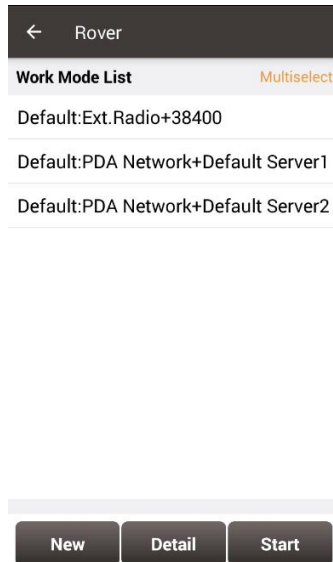 Rover
Work Mode List Multiselect
Default:Ext.Radio+38400
Default:PDA Network+Default Server1
Default:PDA Network+Default Server2
New Detail Start